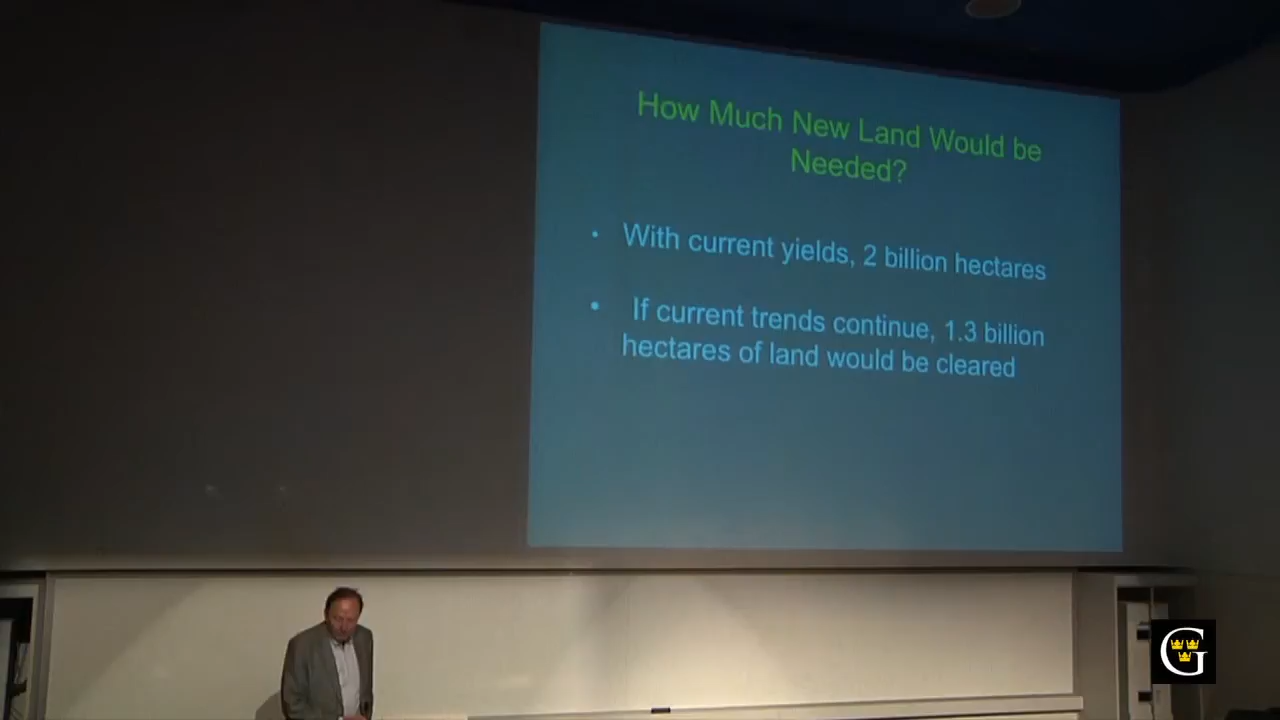 How Much New Land Would be
Needed?
• With current yields, 2 billion hectares
• If current trends continue, 1.3 billion
hectares of land would be cleared
G